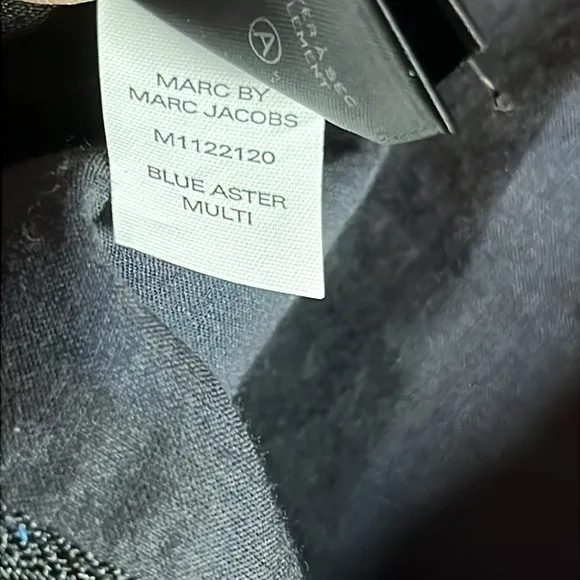 A
MARC BY
MARC JACOBS
M1122120
BLUE ASTER
MULTI